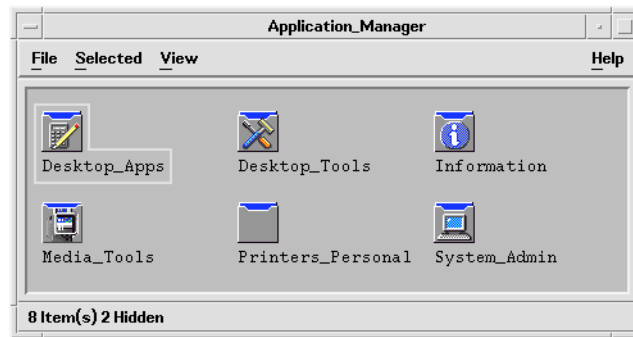 Application_Manager
File Selected View Help
Desktop_Apps Desktop_Tools Information
Media_Tools Printers_Personal System_Admin
8 Item(s) 2 Hidden